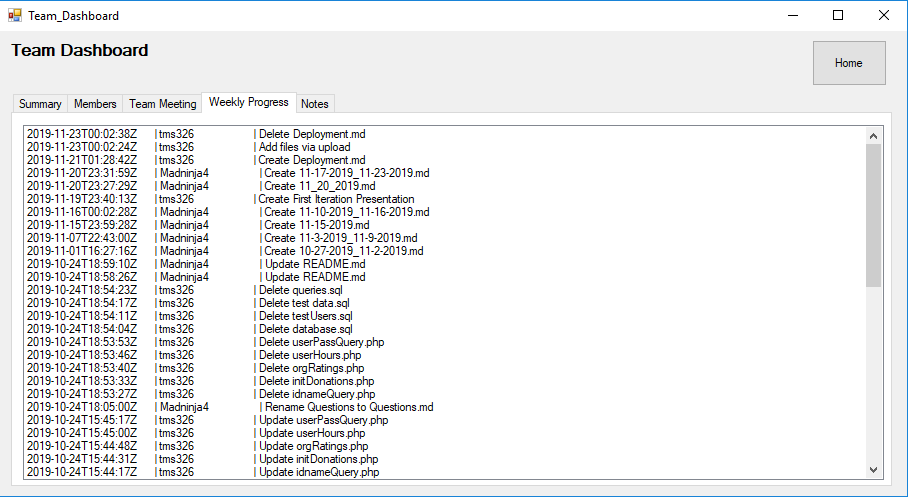 Team_Dashboard
Team Dashboard
Home
Summary Members Team Meeting Weekly Progress Notes
2019-11-23T00:02:38Z | tms326 | Delete Deployment.md
2019-11-23T00:02:24Z | tms326 | Add files via upload
2019-11-21T01:28:42Z | tms326 | Create Deployment.md
2019-11-20T23:31:59Z | Madninja4 | Create 11-17-2019_11-23-2019.md
2019-11-20T23:27:29Z | Madninja4 | Create 11_20_2019.md
2019-11-19T23:40:13Z | tms326 | Create First Iteration Presentation
2019-11-16T00:02:28Z | Madninja4 | Create 11-10-2019_11-16-2019.md
2019-11-15T23:59:28Z | Madninja4 | Create 11-15-2019.md
2019-11-07T22:43:00Z | Madninja4 | Create 11-3-2019_11-9-2019.md
2019-11-01T16:27:16Z | Madninja4 | Create 10-27-2019_11-2-2019.md
2019-10-24T18:59:10Z | Madninja4 | Update README.md
2019-10-24T18:58:26Z | Madninja4 | Update README.md
2019-10-24T18:54:23Z | tms326 | Delete queries.sql
2019-10-24T18:54:17Z | tms326 | Delete test data.sql
2019-10-24T18:54:11Z | tms326 | Delete testUsers.sql
2019-10-24T18:54:04Z | tms326 | Delete database.sql
2019-10-24T18:53:53Z | tms326 | Delete userPassQuery.php
2019-10-24T18:53:46Z | tms326 | Delete userHours.php
2019-10-24T18:53:40Z | tms326 | Delete orgRatings.php
2019-10-24T18:53:33Z | tms326 | Delete initDonations.php
2019-10-24T18:53:27Z | tms326 | Delete idnameQuery.php
2019-10-24T18:05:00Z | Madninja4 | Rename Questions to Questions.md
2019-10-24T15:45:17Z | tms326 | Update userPassQuery.php
2019-10-24T15:45:00Z | tms326 | Update userHours.php
2019-10-24T15:44:48Z | tms326 | Update orgRatings.php
2019-10-24T15:44:31Z | tms326 | Update initDonations.php
2019-10-24T15:44:17Z | tms326 | Update idnameQuery.php